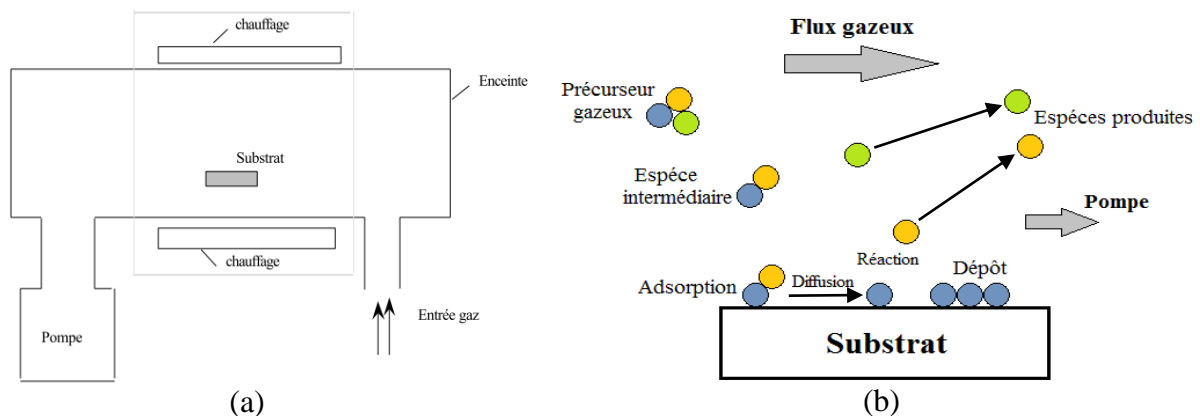 chauffage
Enceinte
Substrat
chauffage
Entrée gaz
Pompe
(a)
Flux gazeux
Précurseur
gazeux
Espéces produites
Espéce
intermédiaire
Pompe
Réaction
Adsorption
Diffusion
Dépôt
Substrat
(b)